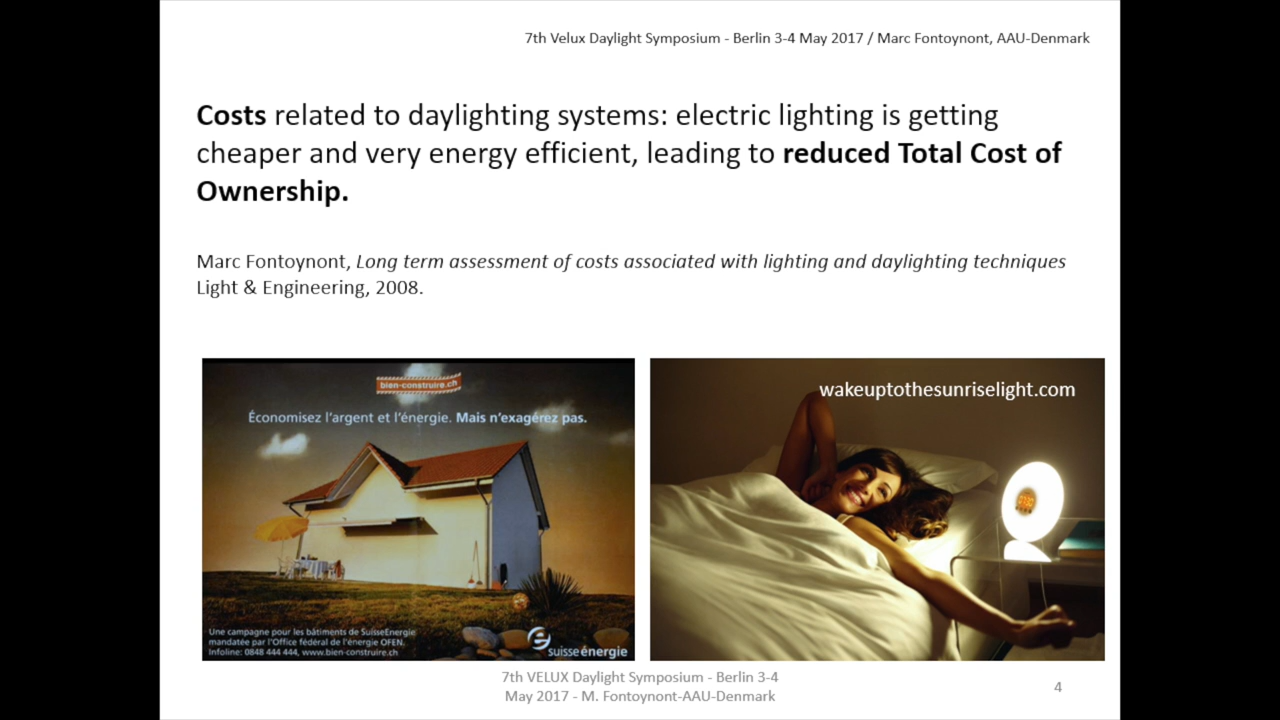 7th Velux Daylight Symposium - Berlin 3-4 May 2017 / Marc Fontoynont, AAU-Denmark
Costs related to daylighting systems: electric lighting is getting
cheaper and very energy efficient, leading to reduced Total Cost of
Ownership.
Marc Fontoynont, Long term assessment of costs associated with lighting and daylighting techniques
Light & Engineering, 2008.
bien-construire.ch
Économisez l'argent et l'énergie. Mais n'exagérez pas.
Une campagne pour les bâtiments de SuisseEnergie
mandatée par l'Office fédéral de l'énergie OFEN.
Infoline: 0848 444 444, www.bien-construire.ch
suisse énergie
wakeuptothesunriselight.com
7th VELUX Daylight Symposium - Berlin 3-4
May 2017 - M. Fontoynont-AAU-Denmark
4